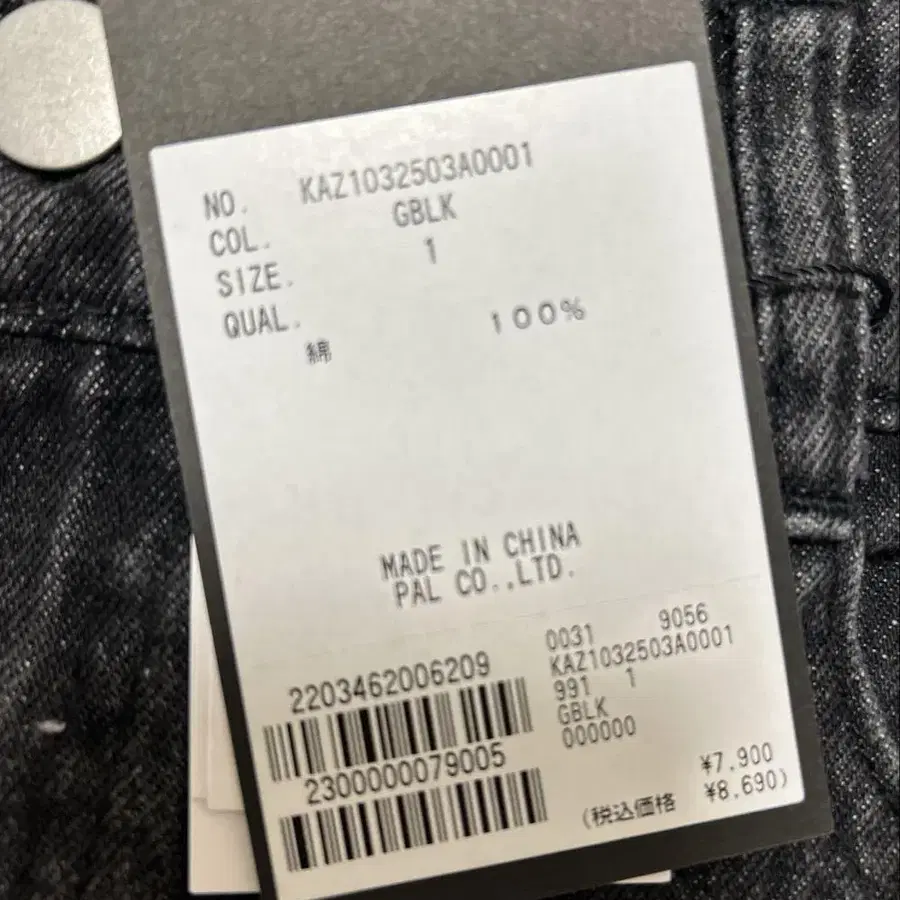 NO. KAZ1032503A0001
COL. GBLK
SIZE. 1
QUAL.
綿 100%
MADE IN CHINA
PAL CO.,LTD.
2203462006209
2300000079005
0031 9056
KAZ1032503A0001
991 1
GBLK
000000
¥7.900
(税込価格 ¥8.690)